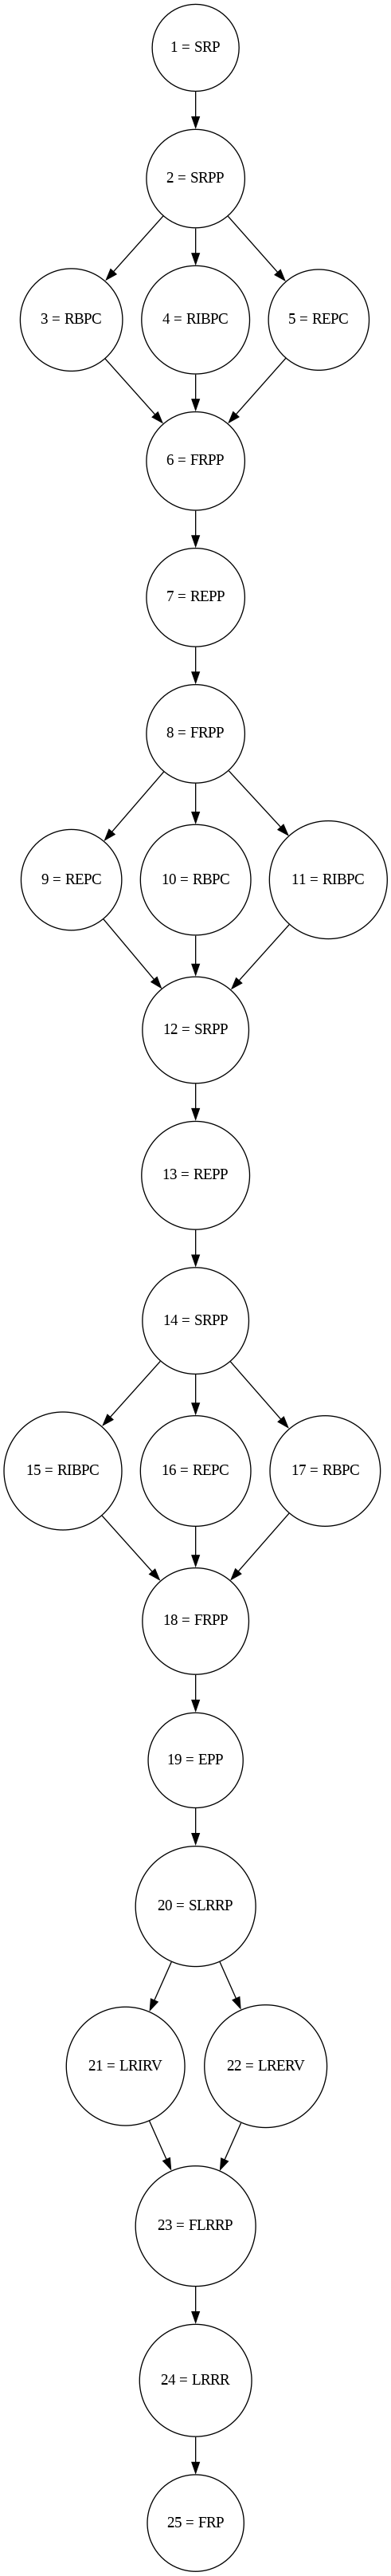 1 = SRP
2 = SRPP
3 = RBPC
4 = RIBPC
5 = REPC
6 = FRPP
7 = REPP
8 = FRPP
9 = REPC
10 = RBPC
11 = RIBPC
12 = SRPP
13 = REPP
14 = SRPP
15 = RIBPC
16 = REPC
17 = RBPC
18 = FRPP
19 = EPP
20 = SLRRP
21 = LRIRV
22 = LRERV
23 = FLRRP
24 = LRRR
25 = FRP